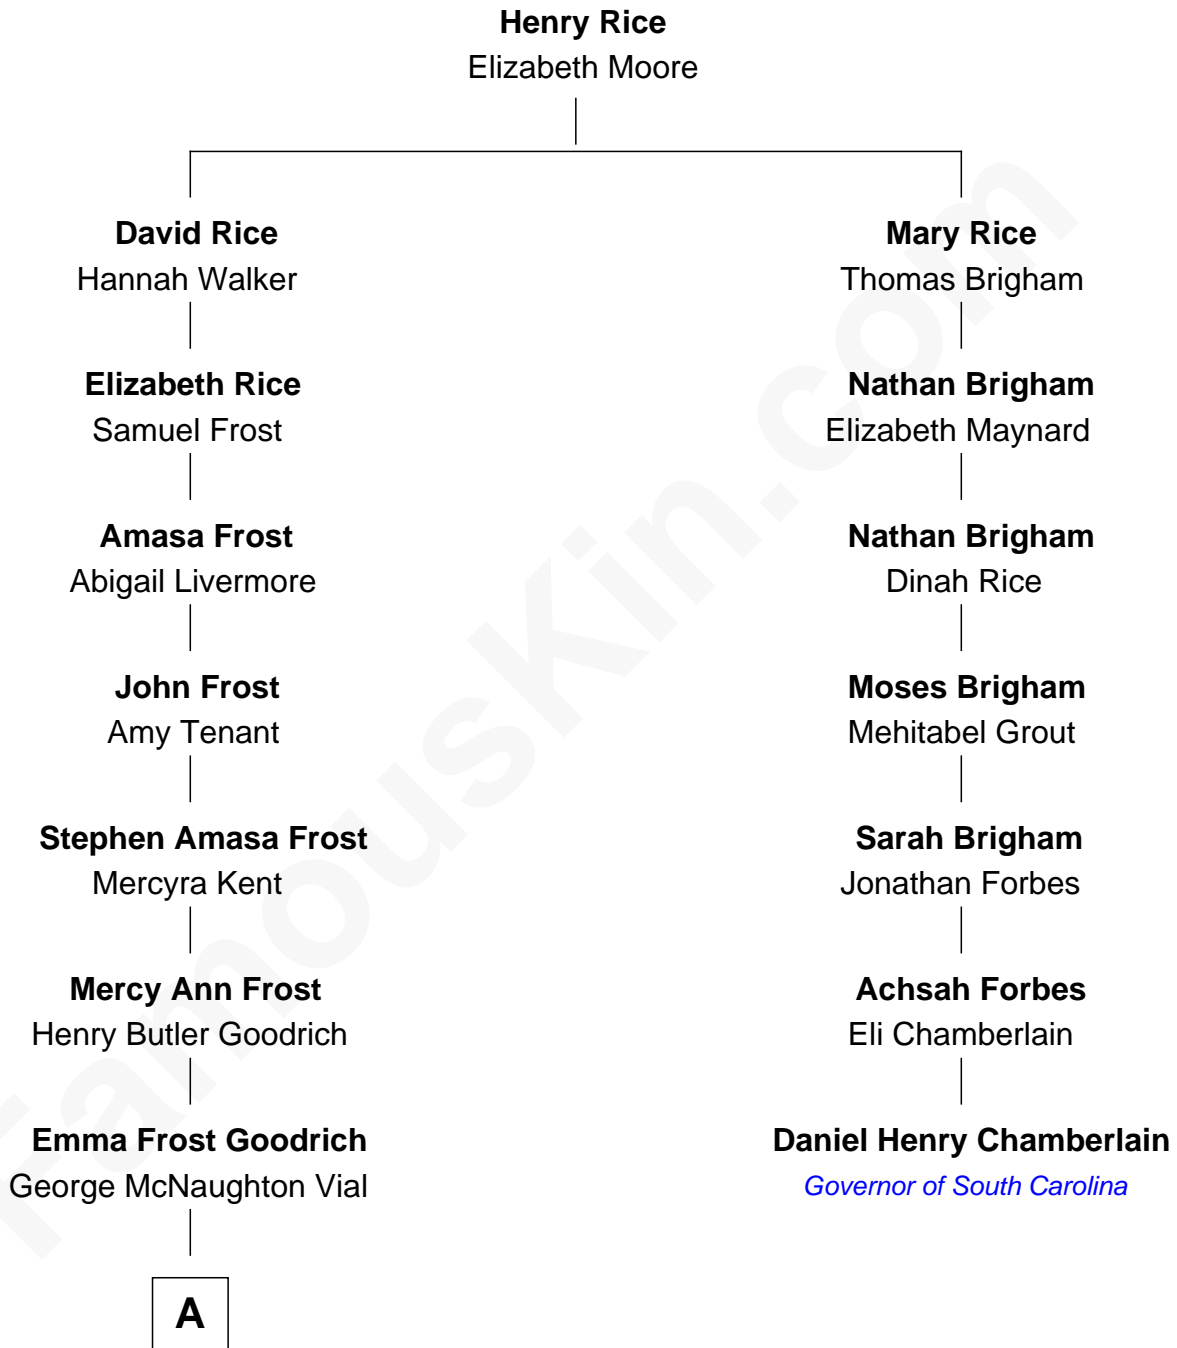 Henry Rice
Elizabeth Moore
David Rice
Hannah Walker
Elizabeth Rice
Samuel Frost
Amasa Frost
Abigail Livermore
John Frost
Amy Tenant
Stephen Amasa Frost
Mercyra Kent
Mercy Ann Frost
Henry Butler Goodrich
Emma Frost Goodrich
George McNaughton Vial
A
Mary Rice
Thomas Brigham
Nathan Brigham
Elizabeth Maynard
Nathan Brigham
Dinah Rice
Moses Brigham
Mehitabel Grout
Sarah Brigham
Jonathan Forbes
Achsah Forbes
Eli Chamberlain
Daniel Henry Chamberlain
Governor of South Carolina
FamousKin.com